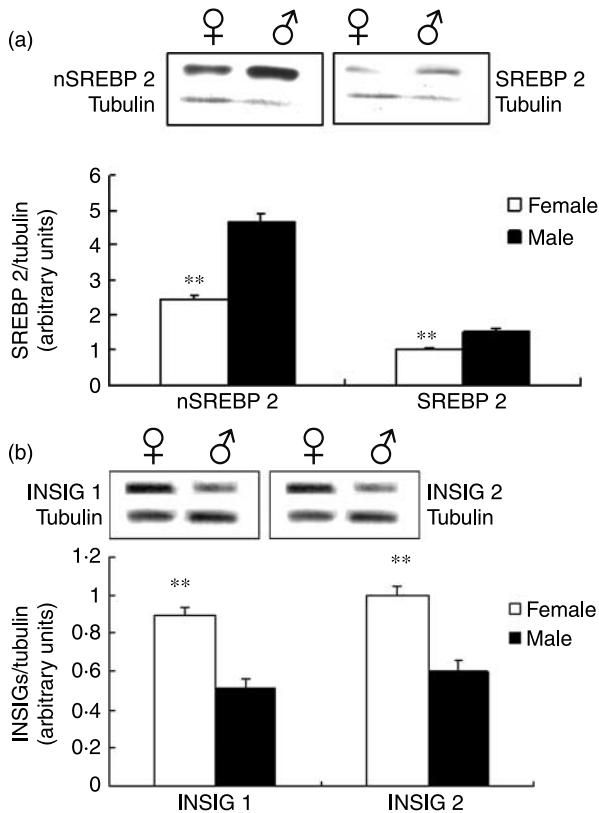 (a)
♀ ♂ ♀ ♂
nSREBP 2
Tubulin
SREBP 2
Tubulin
SREBP 2/tubulin
(arbitrary units)
6
5
4
3
2
1
0
**
**
Female
Male
nSREBP 2 SREBP 2
(b)
♀ ♂ ♀ ♂
INSIG 1
Tubulin
INSIG 2
Tubulin
INSIGs/tubulin
(arbitrary units)
1·2
1
0·8
0·6
0·4
0·2
0
**
**
Female
Male
INSIG 1 INSIG 2